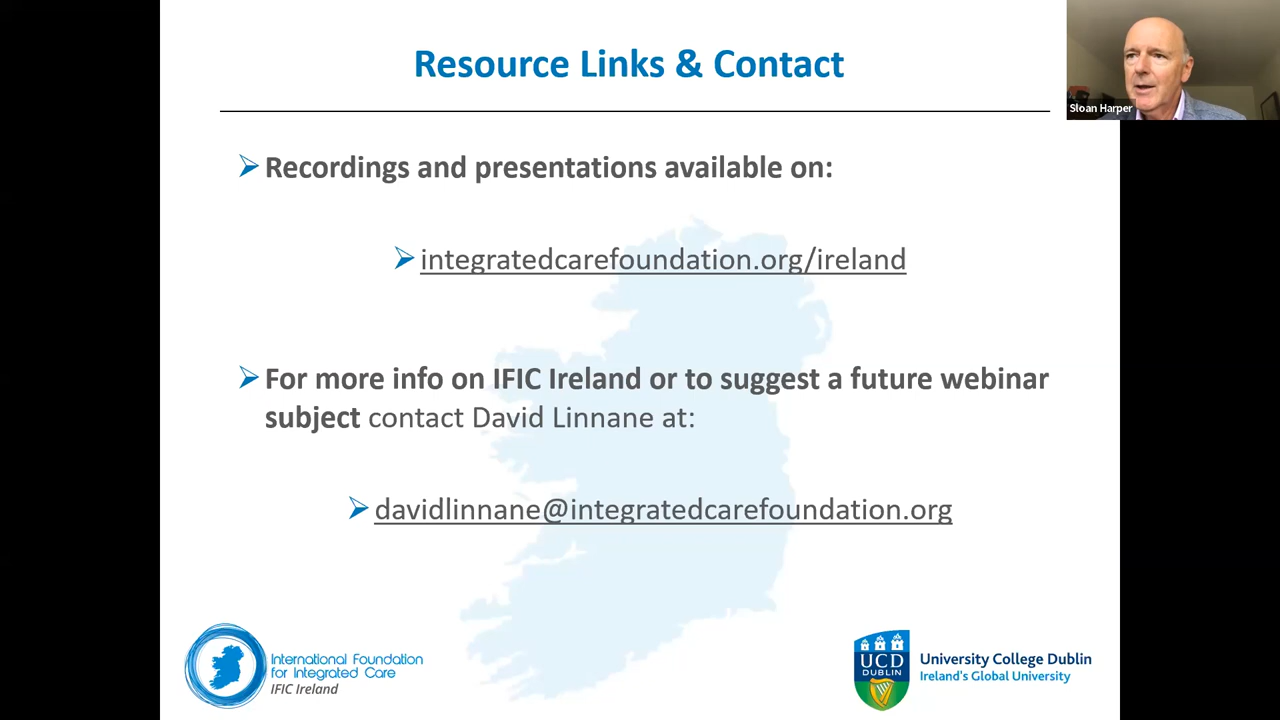 Resource Links & Contact
Sloan Harper
Recordings and presentations available on:
integratedcarefoundation.org/ireland
For more info on IFIC Ireland or to suggest a future webinar
subject contact David Linnane at:
davidlinnane@integratedcarefoundation.org
International Foundation
for Integrated Care
IFIC Ireland
UCD
DUBLIN
University College Dublin
Ireland's Global University